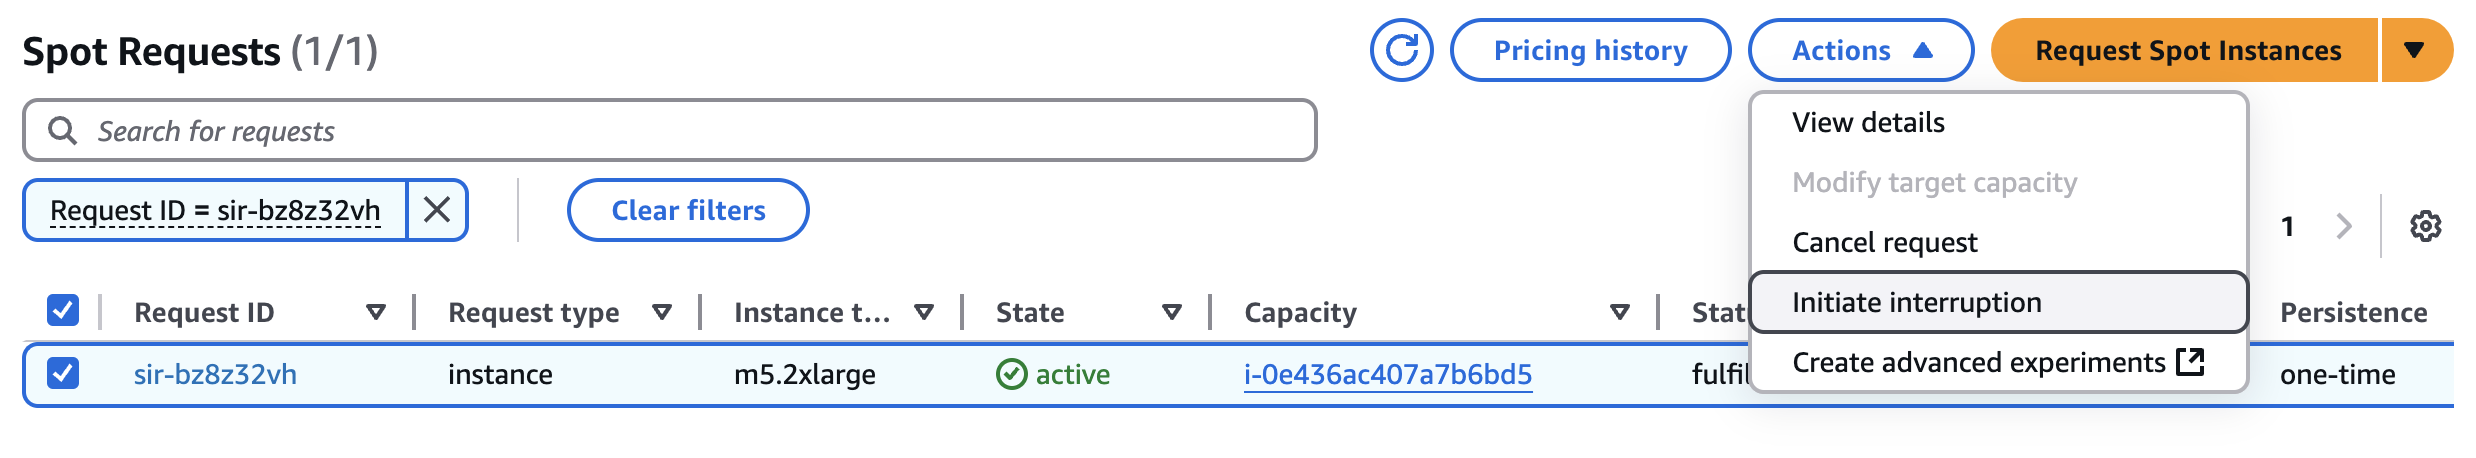 Spot Requests (1/1)
Pricing history
Actions
Request Spot Instances
Search for requests
View details
Modify target capacity
Cancel request
Initiate interruption
Create advanced experiments
Request ID = sir-bz8z32vh
Clear filters
1
Request ID Request type Instance t... State Capacity Persistence
sir-bz8z32vh instance m5.2xlarge active i-0e436ac407a7b6bd5 one-time